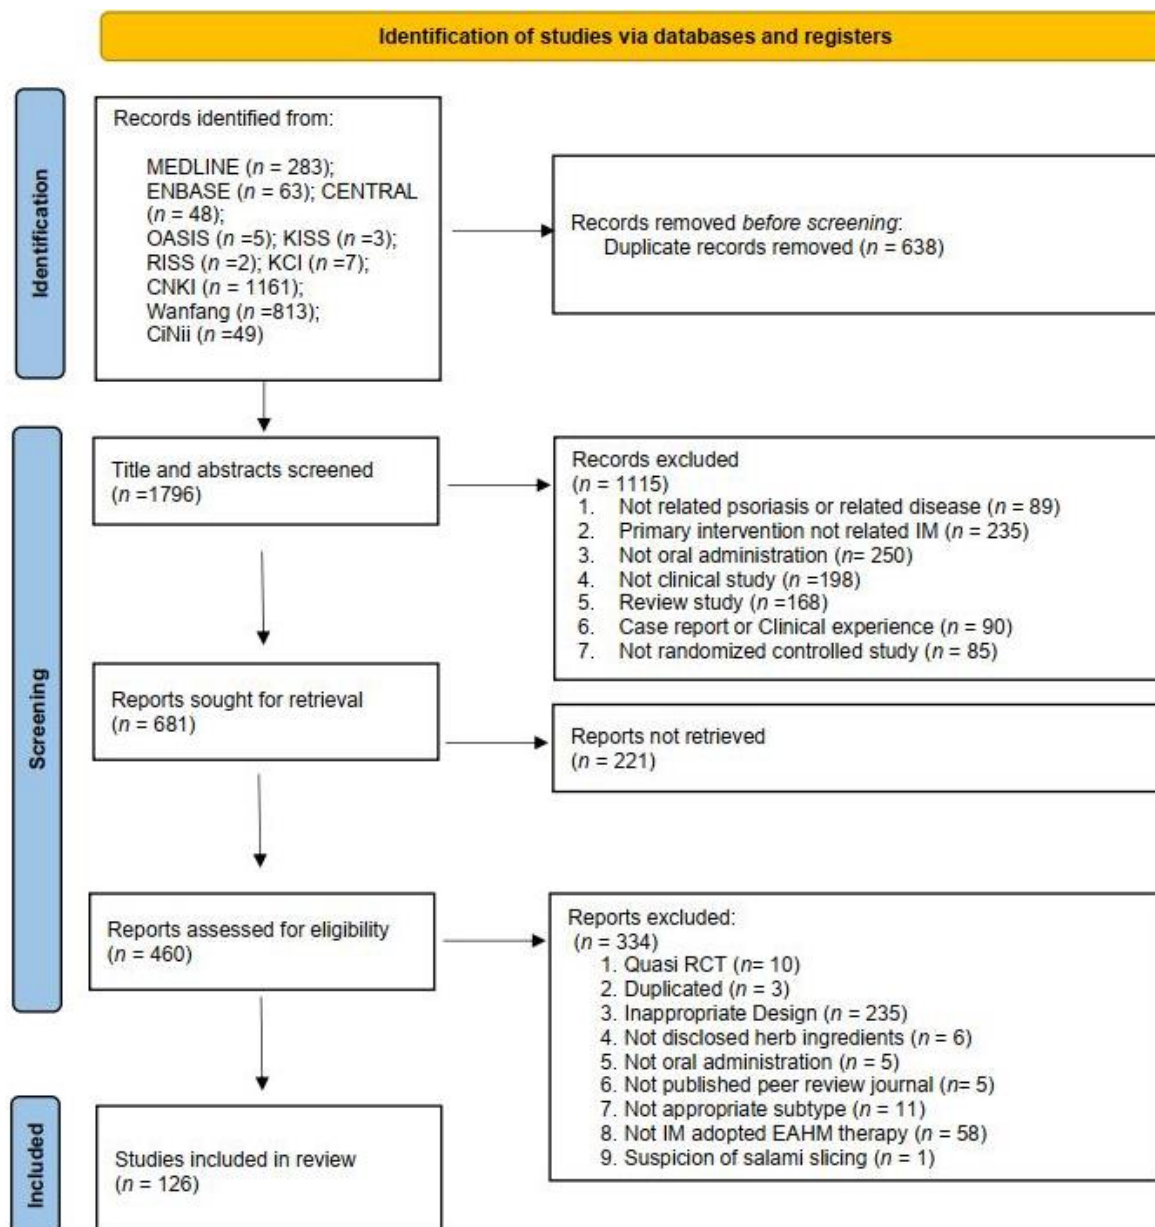 Identification of studies via databases and registers
Identification
Records identified from:
MEDLINE (n = 283);
ENBASE (n = 63); CENTRAL
(n = 48);
OASIS (n =5); KISS (n =3);
RISS (n =2); KCI (n =7);
CNKI (n = 1161);
Wanfang (n =813);
CiNii (n =49)
Records removed before screening:
Duplicate records removed (n = 638)
Screening
Title and abstracts screened
(n =1796)
Records excluded
(n = 1115)
1. Not related psoriasis or related disease (n = 89)
2. Primary intervention not related IM (n = 235)
3. Not oral administration (n= 250)
4. Not clinical study (n =198)
5. Review study (n =168)
6. Case report or Clinical experience (n = 90)
7. Not randomized controlled study (n = 85)
Reports sought for retrieval
(n = 681)
Reports not retrieved
(n = 221)
Reports assessed for eligibility
(n = 460)
Reports excluded:
(n = 334)
1. Quasi RCT (n= 10)
2. Duplicated (n = 3)
3. Inappropriate Design (n = 235)
4. Not disclosed herb ingredients (n = 6)
5. Not oral administration (n = 5)
6. Not published peer review journal (n= 5)
7. Not appropriate subtype (n = 11)
8. Not IM adopted EAHM therapy (n = 58)
9. Suspicion of salami slicing (n = 1)
Included
Studies included in review
(n = 126)